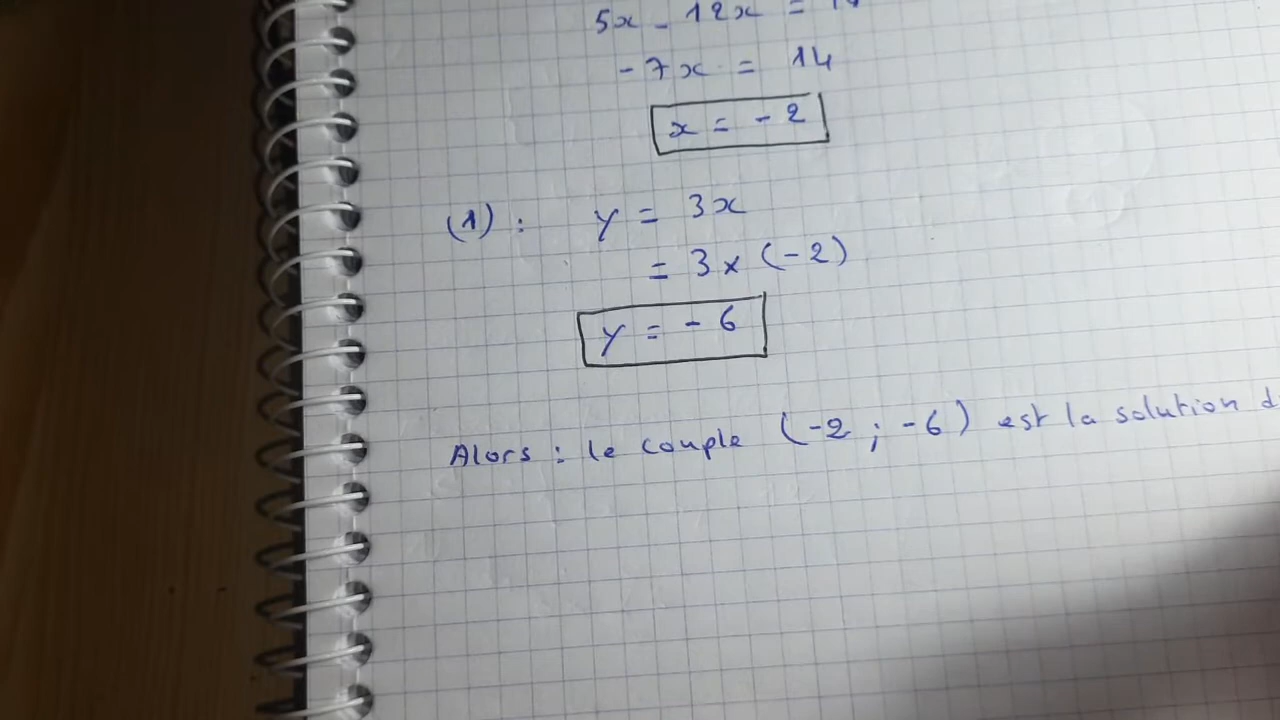 5x - 12x =
-7x = 14
x = - 2
(1) : y = 3x
= 3 × (-2)
y = - 6
Alors : le couple (-2 ; -6) est la solution